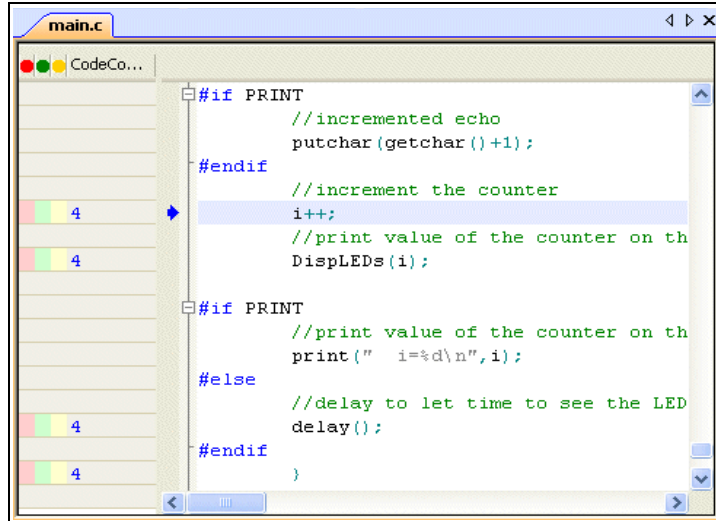 main.c
CodeCo...
#if PRINT
//incremented echo
putchar(getchar()+1);
#endif
//increment the counter
4 i++;
//print value of the counter on th
4 DispLEDs(i);
#if PRINT
//print value of the counter on th
print("  i=%d\n",i);
#else
//delay to let time to see the LED
4 delay();
#endif
4 }